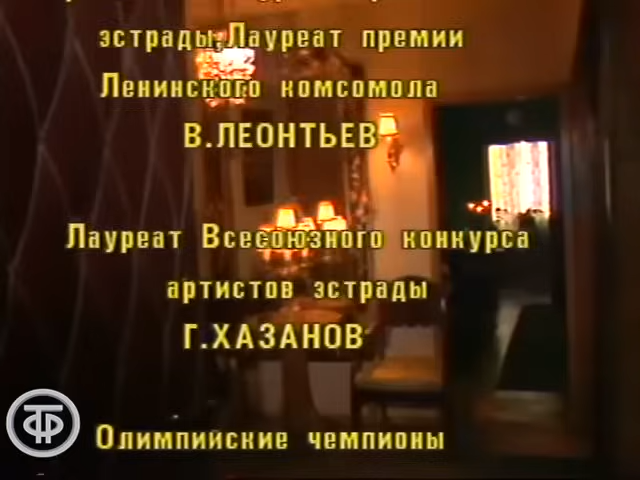 эстрады, Лауреат премии
Ленинского комсомола
В.ЛЕОНТЬЕВ
Лауреат Всесоюзного конкурса
артистов эстрады
Г.ХАЗАНОВ
Олимпийские чемпионы